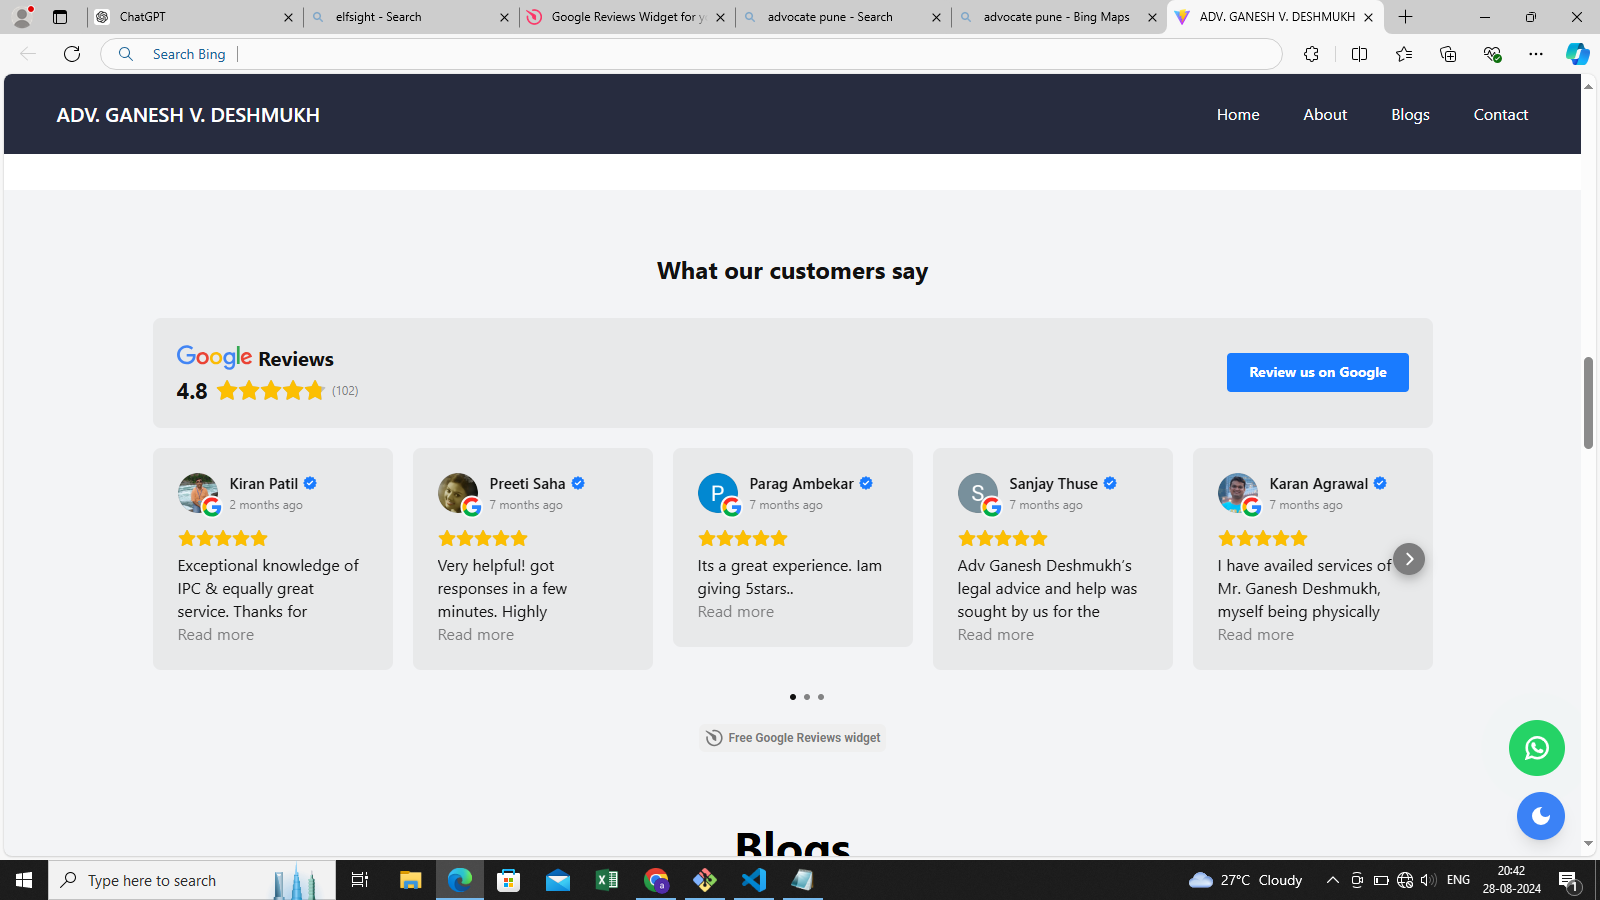 ChatGPT
elfsight - Search
Google Reviews Widget for y
advocate pune - Search
advocate pune - Bing Maps
ADV. GANESH V. DESHMUKH
Search Bing
ADV. GANESH V. DESHMUKH
Home
About
Blogs
Contact
What our customers say
Google Reviews
4.8 (102)
Review us on Google
Kiran Patil
2 months ago
Exceptional knowledge of
IPC & equally great
service. Thanks for
Read more
Preeti Saha
7 months ago
Very helpful! got
responses in a few
minutes. Highly
Read more
P
Parag Ambekar
7 months ago
Its a great experience. Iam
giving 5stars..
Read more
S
Sanjay Thuse
7 months ago
Adv Ganesh Deshmukh's
legal advice and help was
sought by us for the
Read more
Karan Agrawal
7 months ago
I have availed services of
Mr. Ganesh Deshmukh,
myself being physically
Read more
Free Google Reviews widget
Blogs
Type here to search
27°C Cloudy
ENG
20:42
28-08-2024
1